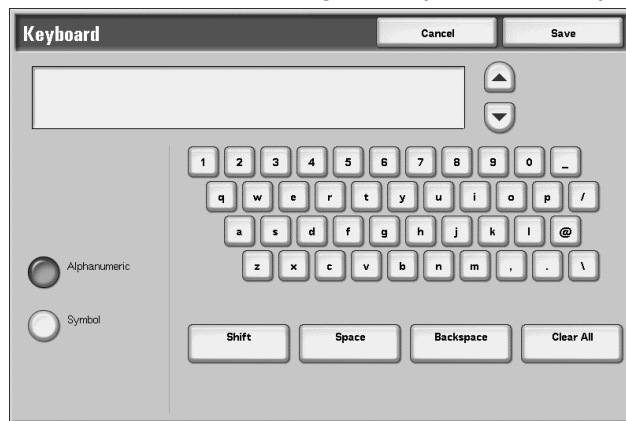 Keyboard Cancel Save
1 2 3 4 5 6 7 8 9 0 _
q w e r t y u i o p /
a s d f g h j k l @
Alphanumeric
z x c v b n m , . \
Symbol
Shift Space Backspace Clear All